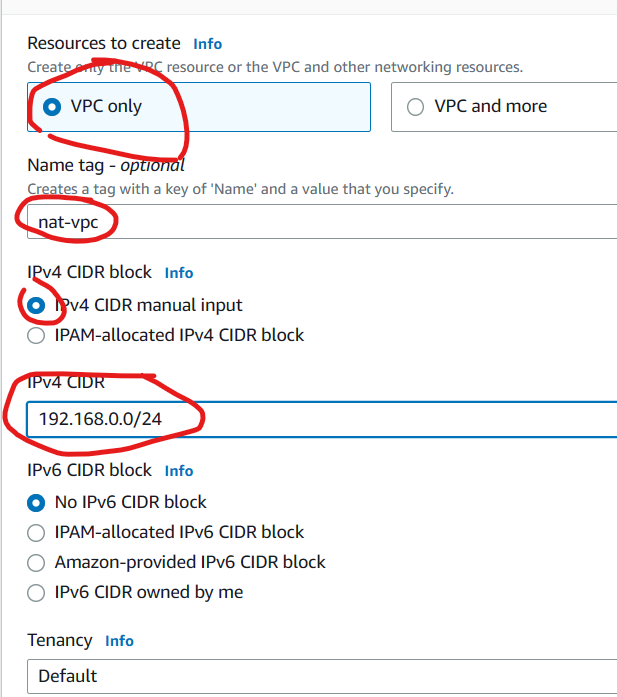 Resources to create Info
Create only the VPC resource or the VPC and other networking resources.
VPC only
VPC and more
Name tag - optional
Creates a tag with a key of 'Name' and a value that you specify.
nat-vpc
IPv4 CIDR block Info
IPv4 CIDR manual input
IPAM-allocated IPv4 CIDR block
IPv4 CIDR
192.168.0.0/24
IPv6 CIDR block Info
No IPv6 CIDR block
IPAM-allocated IPv6 CIDR block
Amazon-provided IPv6 CIDR block
IPv6 CIDR owned by me
Tenancy Info
Default